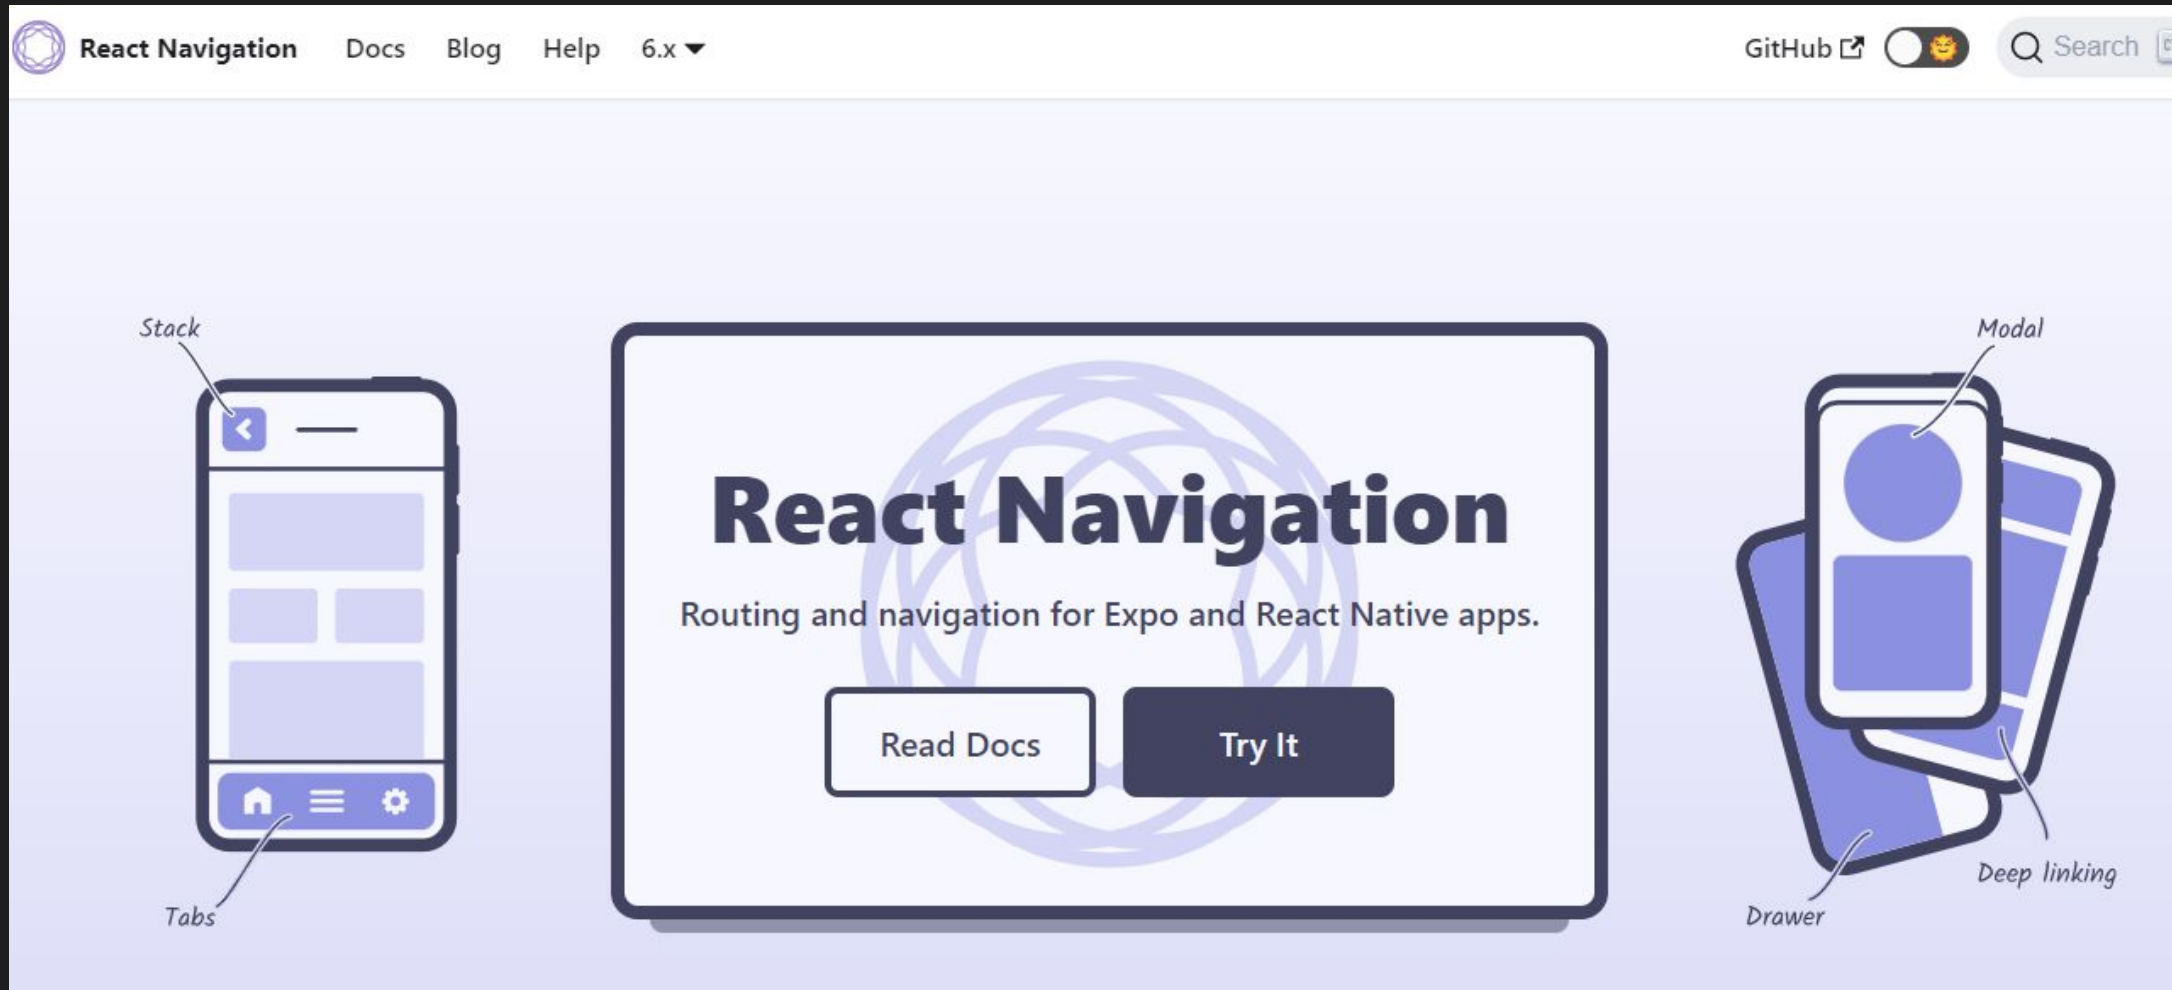 React Navigation Docs Blog Help 6.x GitHub Search
Stack
Modal
React Navigation
Routing and navigation for Expo and React Native apps.
Read Docs Try It
Deep linking
Tabs
Drawer